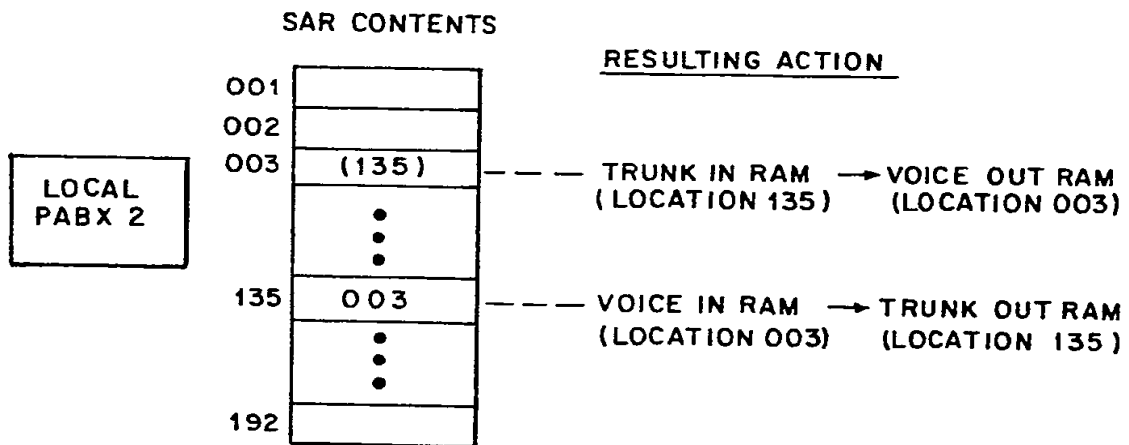 SAR CONTENTS
RESULTING ACTION
001
002
003 (135) TRUNK IN RAM → VOICE OUT RAM
(LOCATION 135) (LOCATION 003)
LOCAL
PABX 2
135 003 VOICE IN RAM → TRUNK OUT RAM
(LOCATION 003) (LOCATION 135)
192